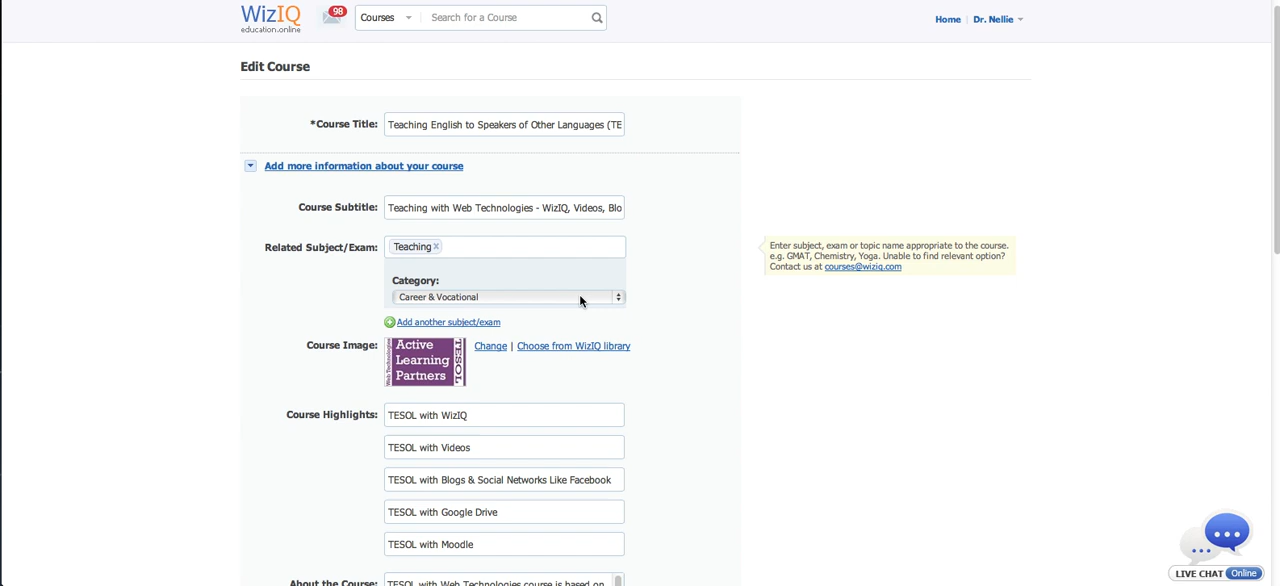 WizIQ
education.online
98
Courses
Search for a Course
Home | Dr. Nellie
Edit Course
*Course Title: Teaching English to Speakers of Other Languages (TE
Add more information about your course
Course Subtitle: Teaching with Web Technologies - WizIQ, Videos, Blo
Related Subject/Exam: Teaching x
Enter subject, exam or topic name appropriate to the course.
e.g. GMAT, Chemistry, Yoga. Unable to find relevant option?
Contact us at courses@wiziq.com
Category:
Career & Vocational
Add another subject/exam
Course Image:
Active
Learning
Partners
Web Technologies
TESOL
Change | Choose from WizIQ library
Course Highlights: TESOL with WizIQ
TESOL with Videos
TESOL with Blogs & Social Networks Like Facebook
TESOL with Google Drive
TESOL with Moodle
About the Course: TESOL with Web Technologies course is based on
LIVE CHAT Online